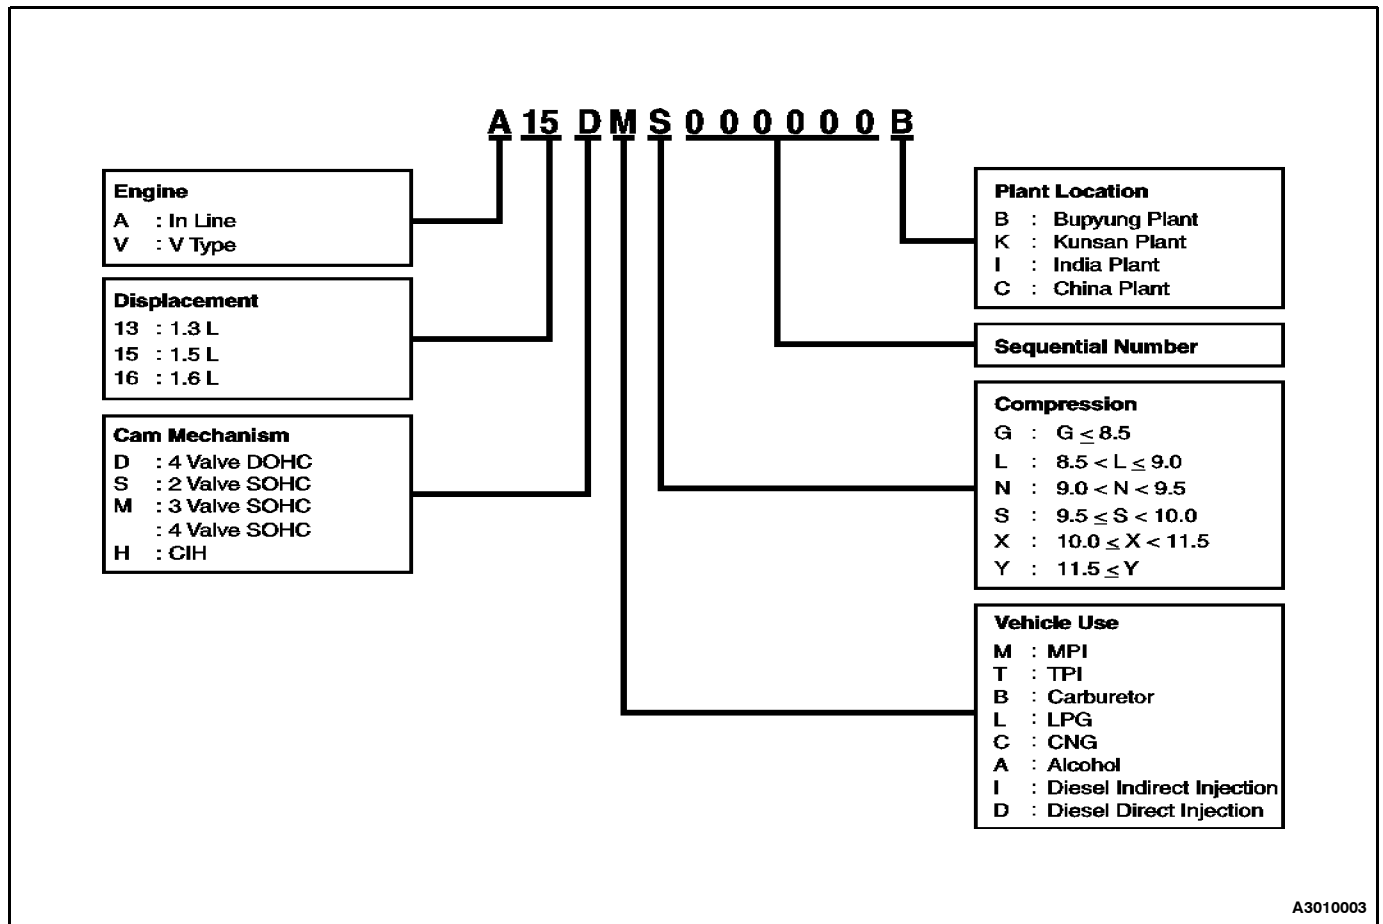 A 15 D M S 0 0 0 0 0 0 B
Engine
A : In Line
V : V Type
Displacement
13 : 1.3 L
15 : 1.5 L
16 : 1.6 L
Cam Mechanism
D : 4 Valve DOHC
S : 2 Valve SOHC
M : 3 Valve SOHC
: 4 Valve SOHC
H : CIH
Plant Location
B : Bupyung Plant
K : Kunsan Plant
I : India Plant
C : China Plant
Sequential Number
Compression
G : G ≤ 8.5
L : 8.5 < L ≤ 9.0
N : 9.0 < N < 9.5
S : 9.5 ≤ S < 10.0
X : 10.0 ≤ X < 11.5
Y : 11.5 ≤ Y
Vehicle Use
M : MPI
T : TPI
B : Carburetor
L : LPG
C : CNG
A : Alcohol
I : Diesel Indirect Injection
D : Diesel Direct Injection
A3010003